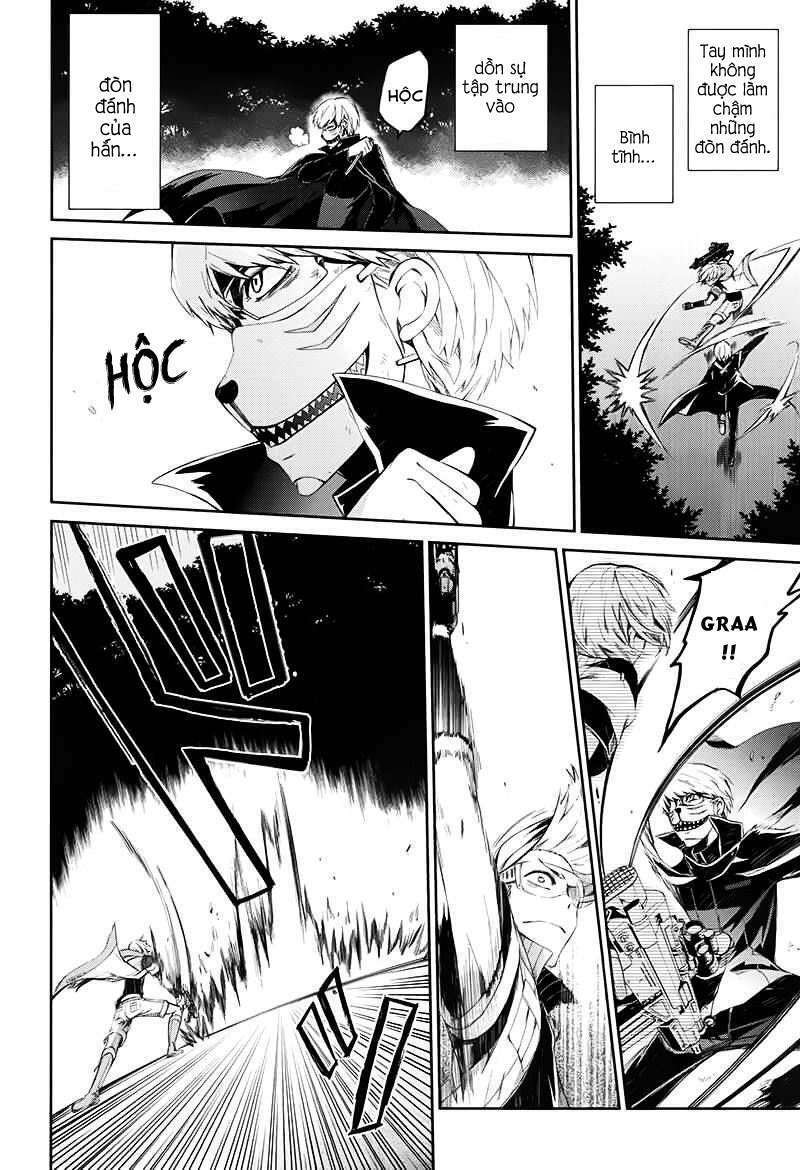 Tay mình
không
được làm
chậm
những
đòn đánh.
Bình
tĩnh...
dồn sự
tập trung
vào
HỘC
đòn
đánh
của
hắn...
HỘC
GRAA
!!